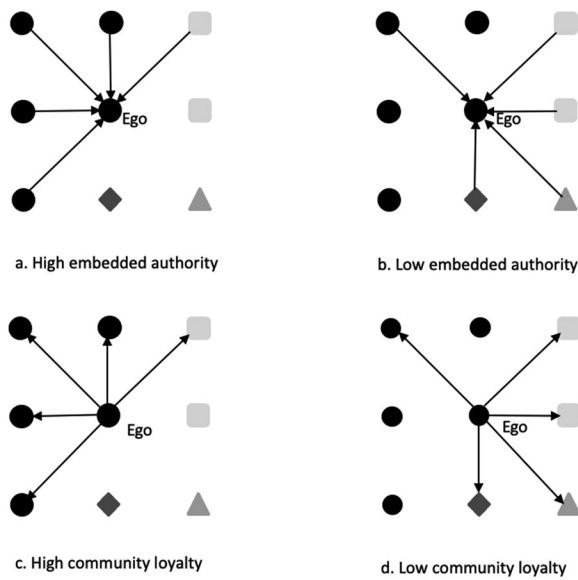 Ego
Ego
a. High embedded authority
b. Low embedded authority
Ego
Ego
c. High community loyalty
d. Low community loyalty